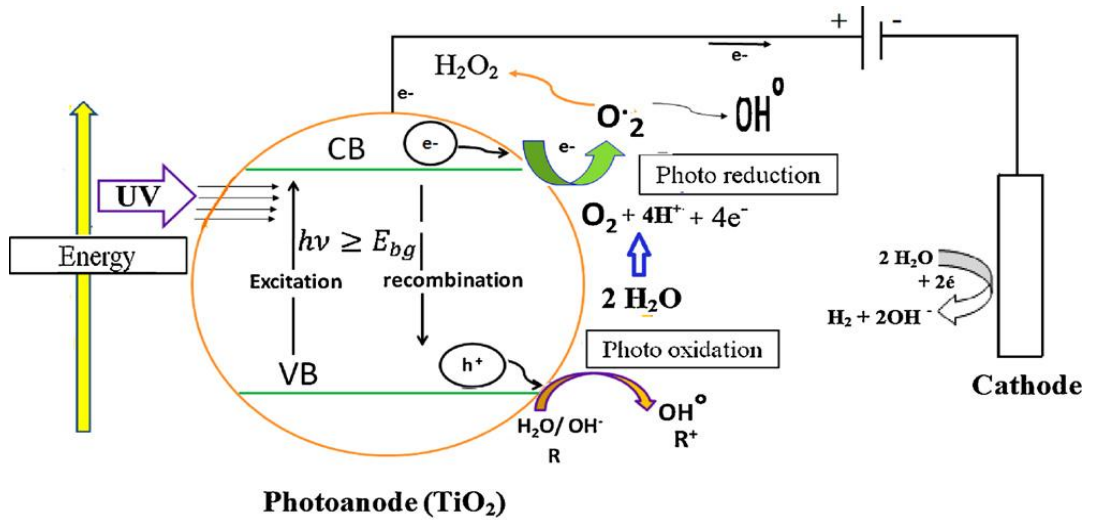 + -
e-
H₂O₂
e-
O·₂
OH°
CB
e-
e-
Photo reduction
UV
O₂ + 4H⁺ + 4e⁻
hν ≥ E_bg
Energy
Excitation
recombination
2 H₂O
2 H₂O
+ 2é
H₂ + 2OH⁻
Photo oxidation
VB
h⁺
Cathode
H₂O/ OH⁻
R
OH°
R⁺
Photoanode (TiO₂)